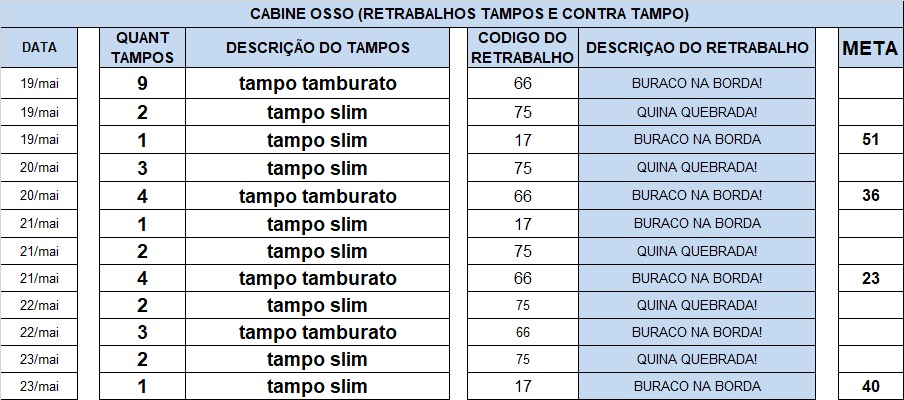 CABINE OSSO (RETRABALHOS TAMPOS E CONTRA TAMPO)
DATA QUANT TAMPOS DESCRIÇÃO DO TAMPOS CODIGO DO RETRABALHO DESCRIÇAO DO RETRABALHO META
19/mai 9 tampo tamburato 66 BURACO NA BORDA!
19/mai 2 tampo slim 75 QUINA QUEBRADA!
19/mai 1 tampo slim 17 BURACO NA BORDA 51
20/mai 3 tampo slim 75 QUINA QUEBRADA!
20/mai 4 tampo tamburato 66 BURACO NA BORDA! 36
21/mai 1 tampo slim 17 BURACO NA BORDA
21/mai 2 tampo slim 75 QUINA QUEBRADA!
21/mai 4 tampo tamburato 66 BURACO NA BORDA! 23
22/mai 2 tampo slim 75 QUINA QUEBRADA!
22/mai 3 tampo tamburato 66 BURACO NA BORDA!
23/mai 2 tampo slim 75 QUINA QUEBRADA!
23/mai 1 tampo slim 17 BURACO NA BORDA 40